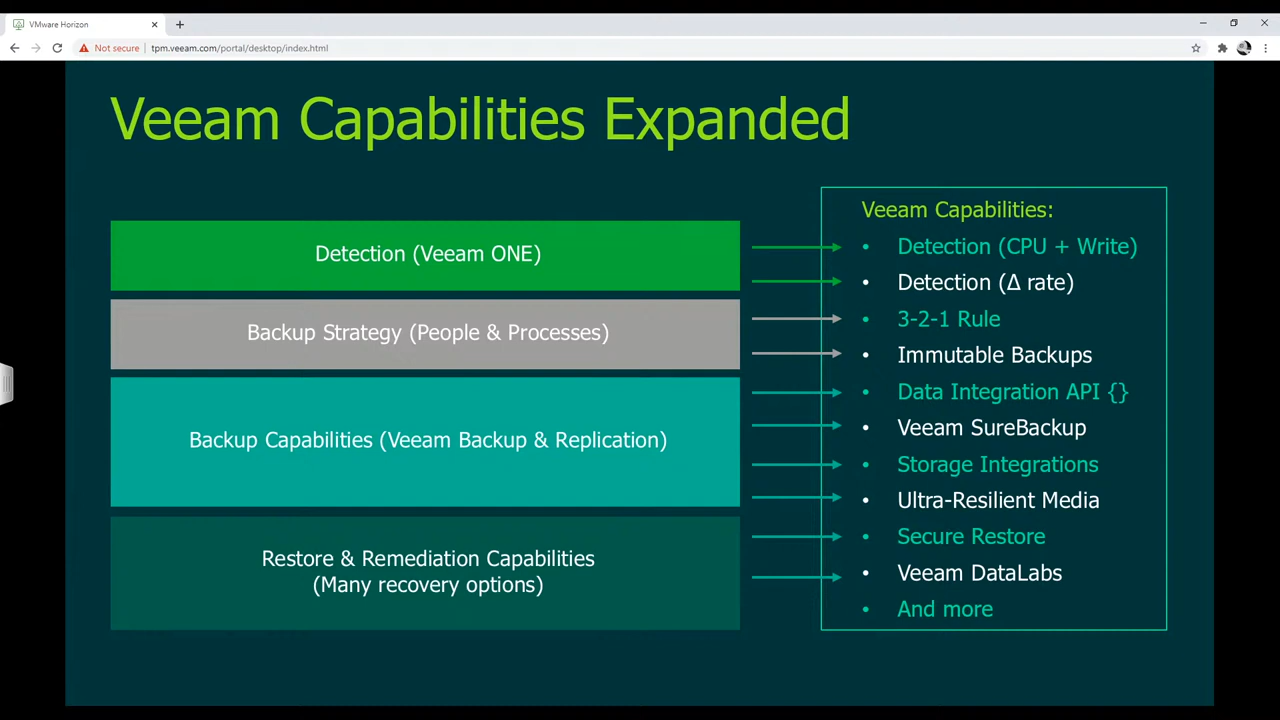 VMware Horizon
Not secure
tpm.veeam.com/portal/desktop/index.html
Veeam Capabilities Expanded
Detection (Veeam ONE)
Backup Strategy (People & Processes)
Backup Capabilities (Veeam Backup & Replication)
Restore & Remediation Capabilities
(Many recovery options)
Veeam Capabilities:
• Detection (CPU + Write)
• Detection (Δ rate)
• 3-2-1 Rule
• Immutable Backups
• Data Integration API {}
• Veeam SureBackup
• Storage Integrations
• Ultra-Resilient Media
• Secure Restore
• Veeam DataLabs
• And more